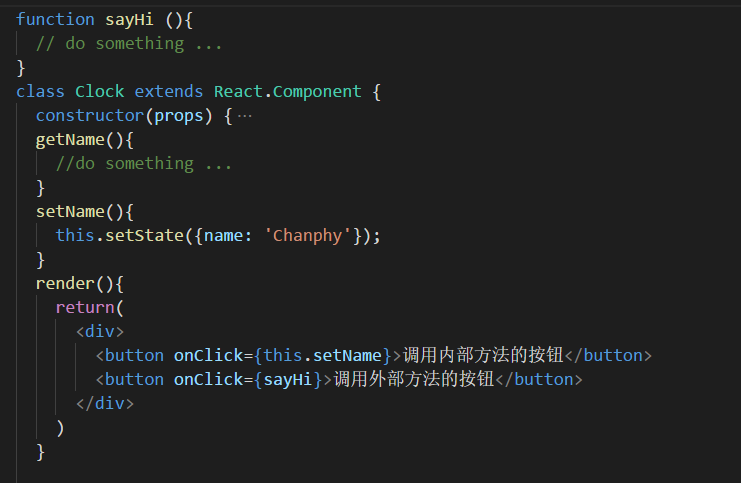 function sayHi (){
// do something ...
}
class Clock extends React.Component {
constructor(props) {···
getName(){
//do something ...
}
setName(){
this.setState({name: 'Chanphy'});
}
render(){
return(
<div>
<button onClick={this.setName}>调用内部方法的按钮</button>
<button onClick={sayHi}>调用外部方法的按钮</button>
</div>
)
}